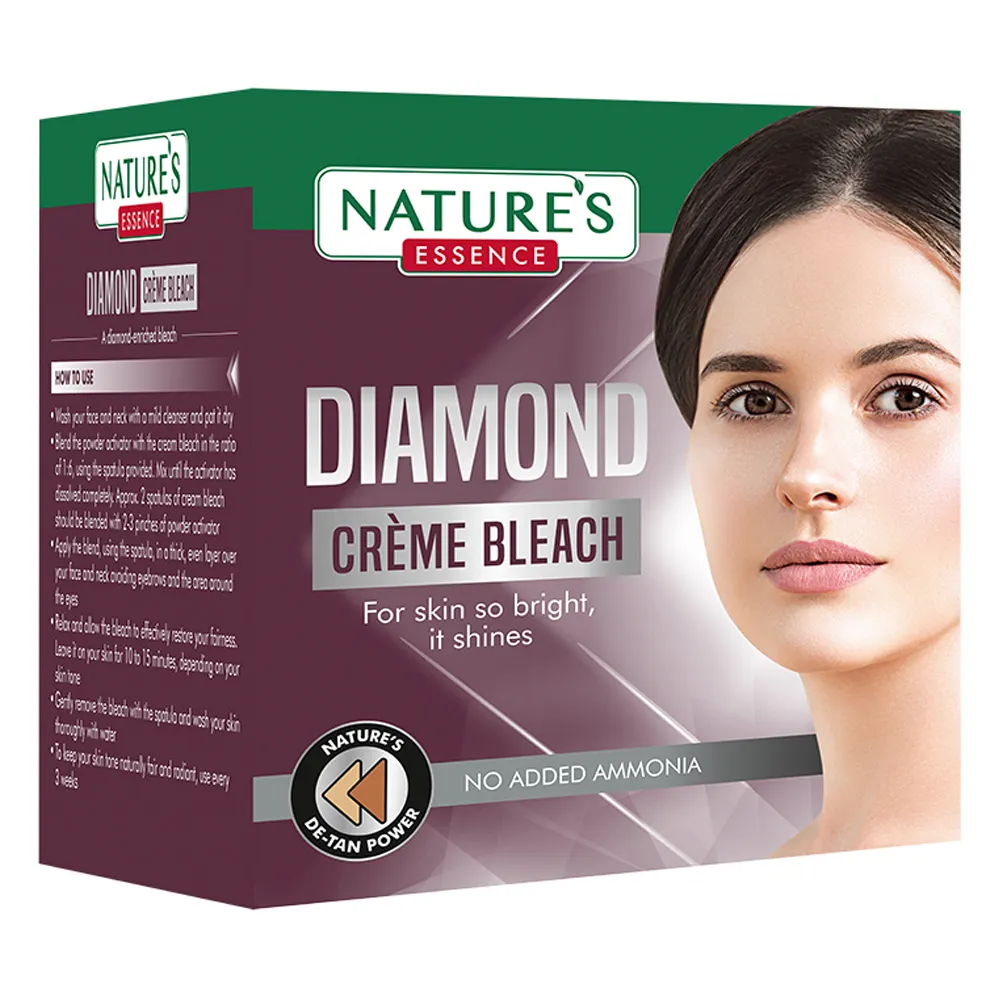 NATURE'S
ESSENCE
DIAMOND CRÈME BLEACH
A diamond-enriched bleach
HOW TO USE
• Wash your face and neck with a mild cleanser and pat it dry
• Blend the powder activator with the cream bleach in the ratio
of 1:6, using the spatula provided. Mix until the activator has
dissolved completely. Approx. 2 spatulas of cream bleach
should be blended with 2-3 pinches of powder activator
• Apply the blend, using the spatula, in a thick, even layer over
your face and neck avoiding eyebrows and the area around
the eyes
• Relax and allow the bleach to effectively restore your fairness.
Leave it on your skin for 10 to 15 minutes, depending on your
skin tone
• Gently remove the bleach with the spatula and wash your skin
thoroughly with water
• To keep your skin tone naturally fair and radiant, use every
3 weeks
NATURE'S
ESSENCE
DIAMOND
CRÈME BLEACH
For skin so bright,
it shines
NATURE'S
DE-TAN POWER
NO ADDED AMMONIA